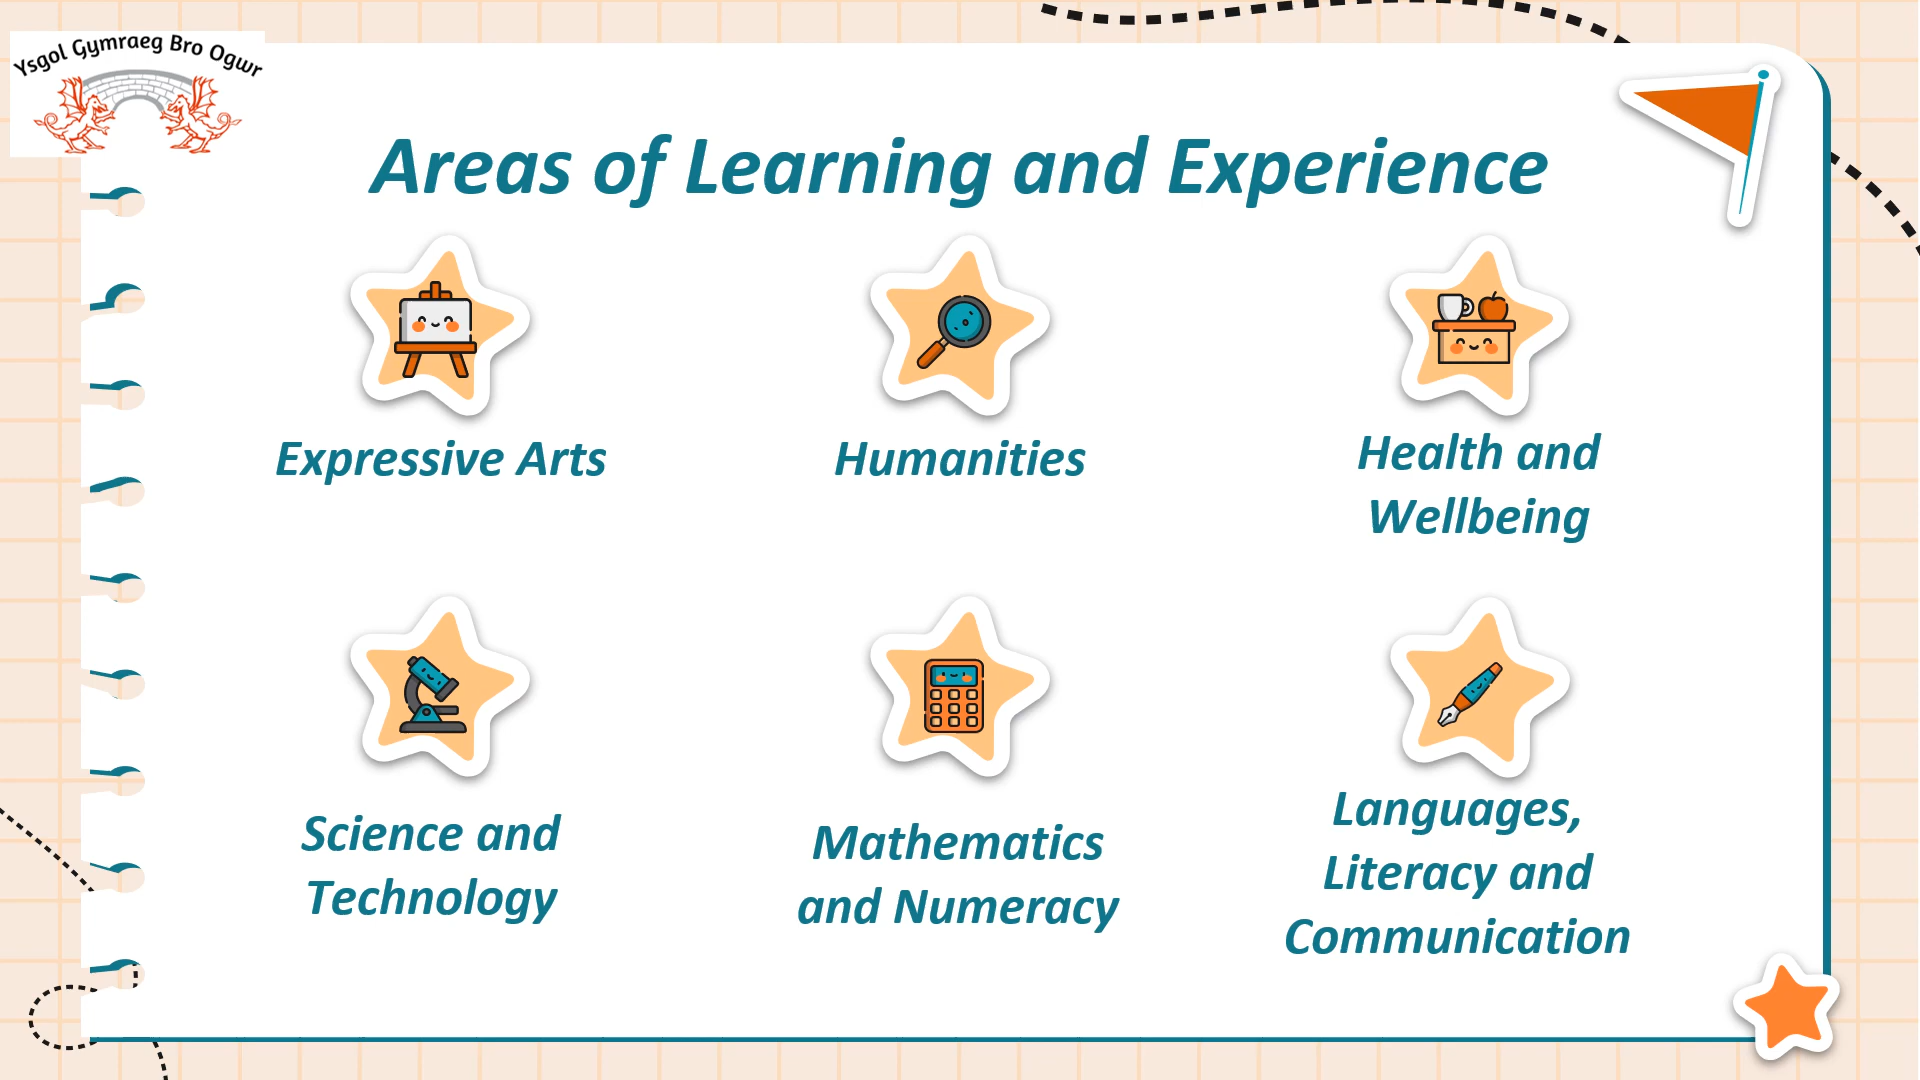 Ysgol Gymraeg Bro Ogwr
Areas of Learning and Experience
Expressive Arts
Humanities
Health and
Wellbeing
Science and
Technology
Mathematics
and Numeracy
Languages,
Literacy and
Communication